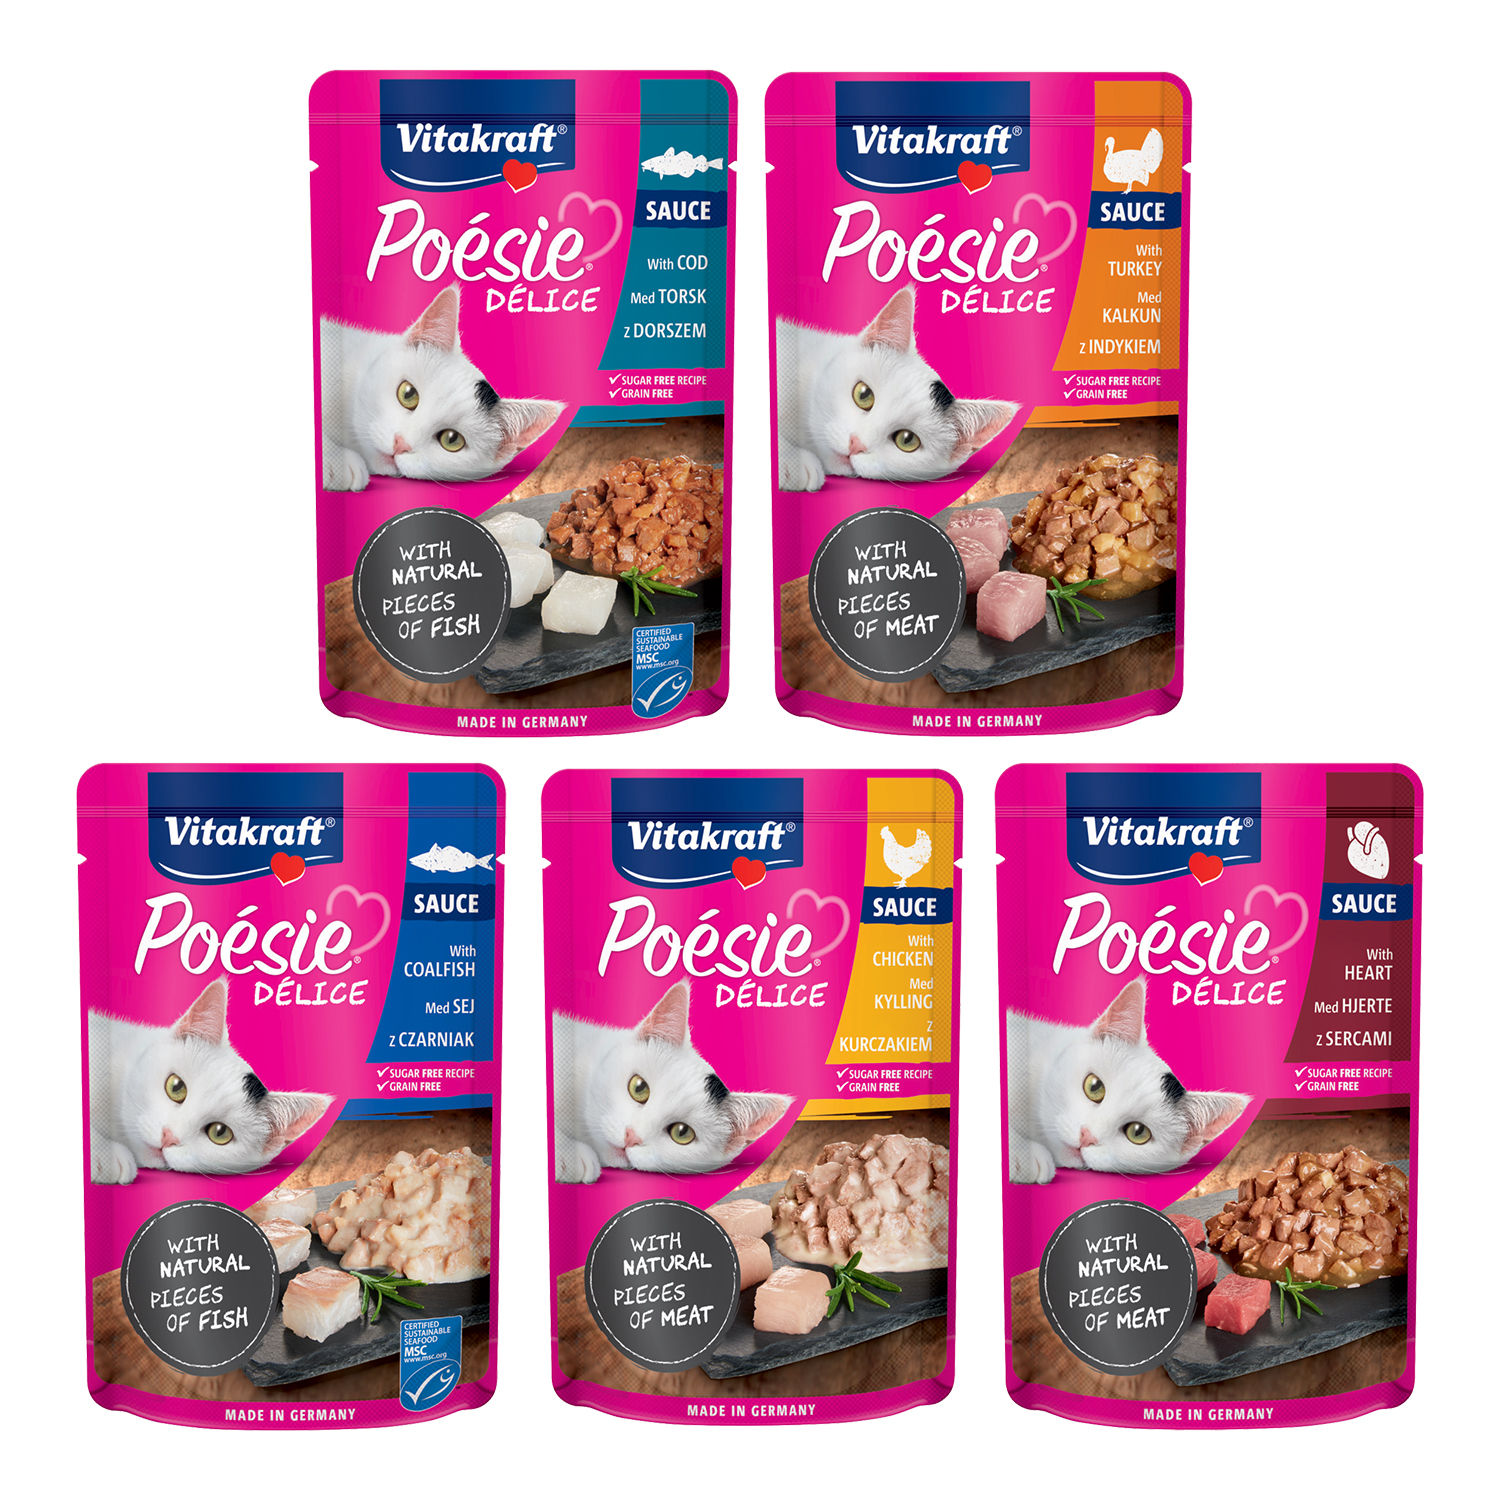 Vitakraft®
Poésie®
DÉLICE
SAUCE
With COD
Med TORSK
z DORSZEM
SUGAR FREE RECIPE
GRAIN FREE
WITH
NATURAL
PIECES
OF FISH
CERTIFIED
SUSTAINABLE
SEAFOOD
MSC
www.msc.org
MADE IN GERMANY
Vitakraft®
Poésie®
DÉLICE
SAUCE
With
TURKEY
Med
KALKUN
z INDYKIEM
SUGAR FREE RECIPE
GRAIN FREE
WITH
NATURAL
PIECES
OF MEAT
MADE IN GERMANY
Vitakraft®
Poésie®
DÉLICE
SAUCE
With
COALFISH
Med SEJ
z CZARNIAK
SUGAR FREE RECIPE
GRAIN FREE
WITH
NATURAL
PIECES
OF FISH
CERTIFIED
SUSTAINABLE
SEAFOOD
MSC
www.msc.org
MADE IN GERMANY
Vitakraft®
Poésie®
DÉLICE
SAUCE
With
CHICKEN
Med
KYLLING
z
KURCZAKIEM
SUGAR FREE RECIPE
GRAIN FREE
WITH
NATURAL
PIECES
OF MEAT
MADE IN GERMANY
Vitakraft®
Poésie®
DÉLICE
SAUCE
With
HEART
Med HJERTE
z SERCAMI
SUGAR FREE RECIPE
GRAIN FREE
WITH
NATURAL
PIECES
OF MEAT
MADE IN GERMANY